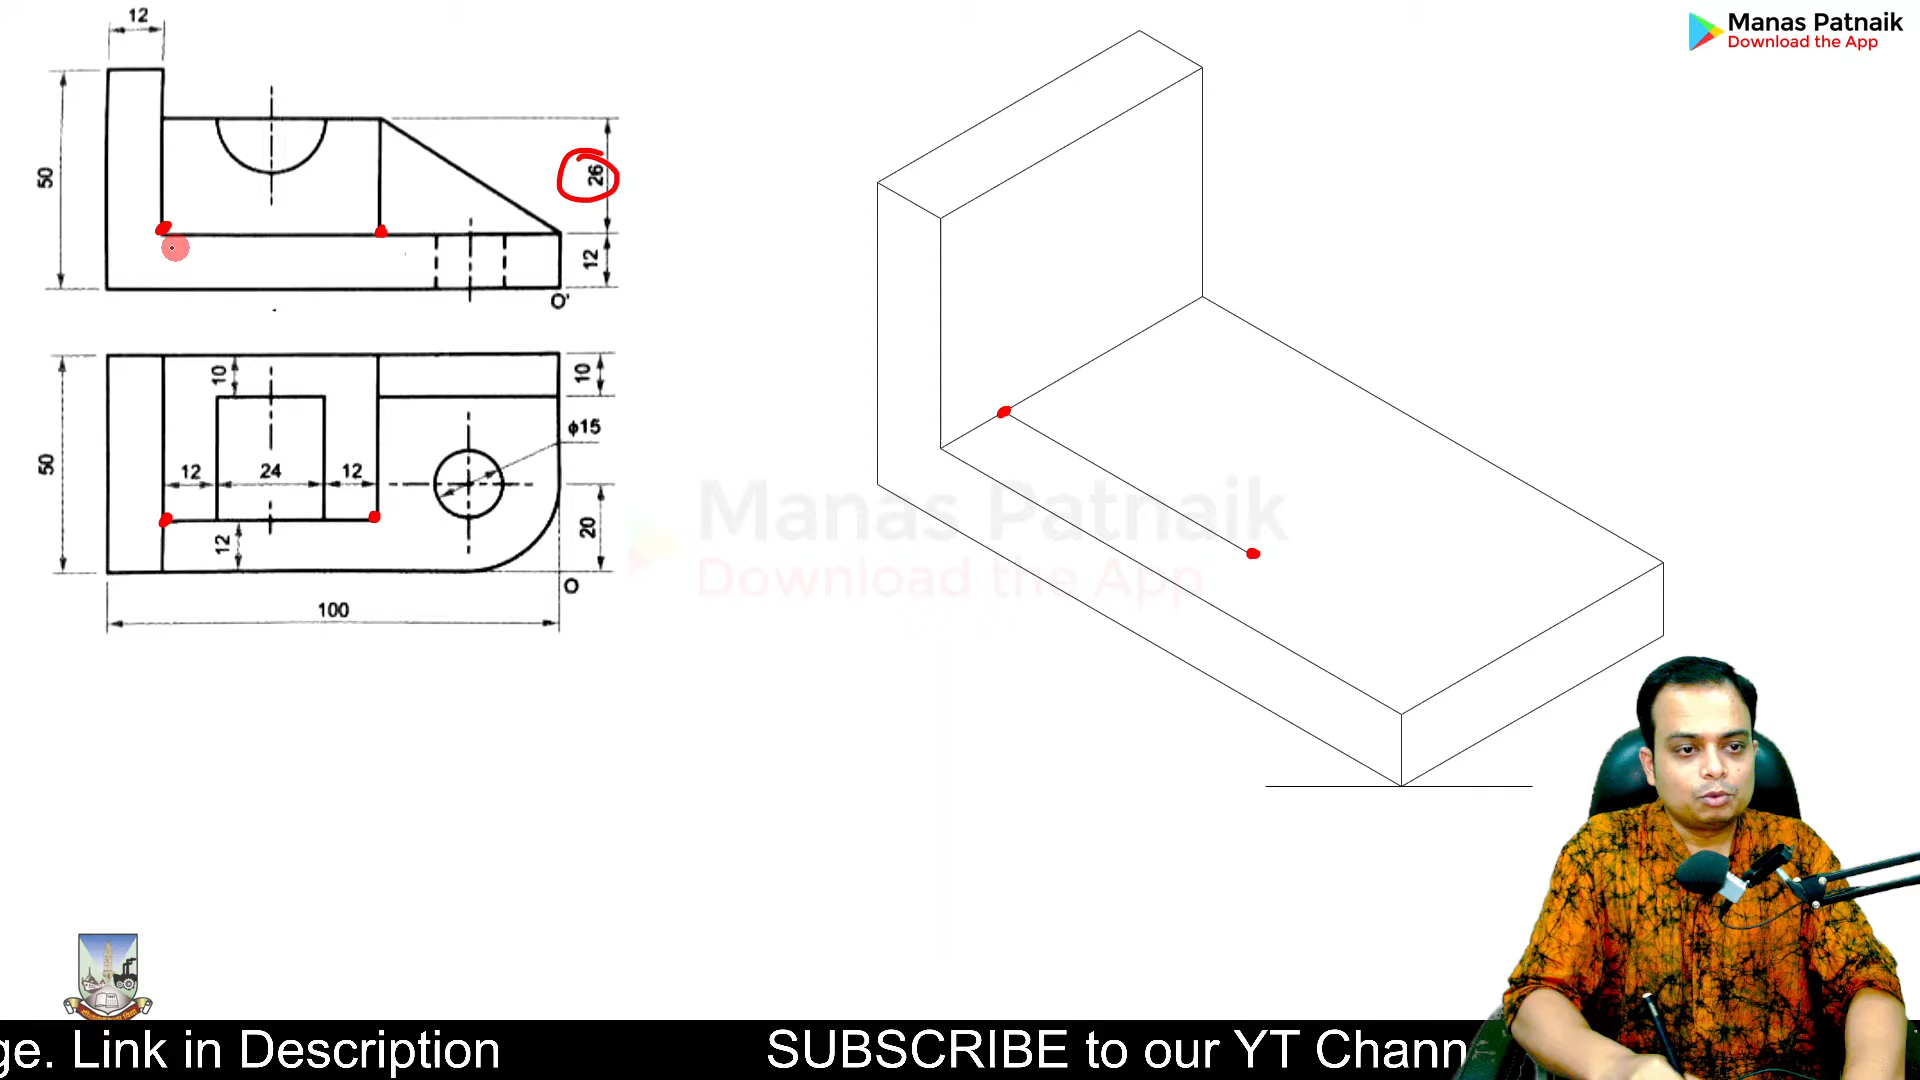 Manas Patnaik
Download the App
12
50
26
12
O'
10
10
ϕ15
50
12
24
12
20
12
O
100
Manas Patnaik
Download the App
ge. Link in Description
SUBSCRIBE to our YT Chann